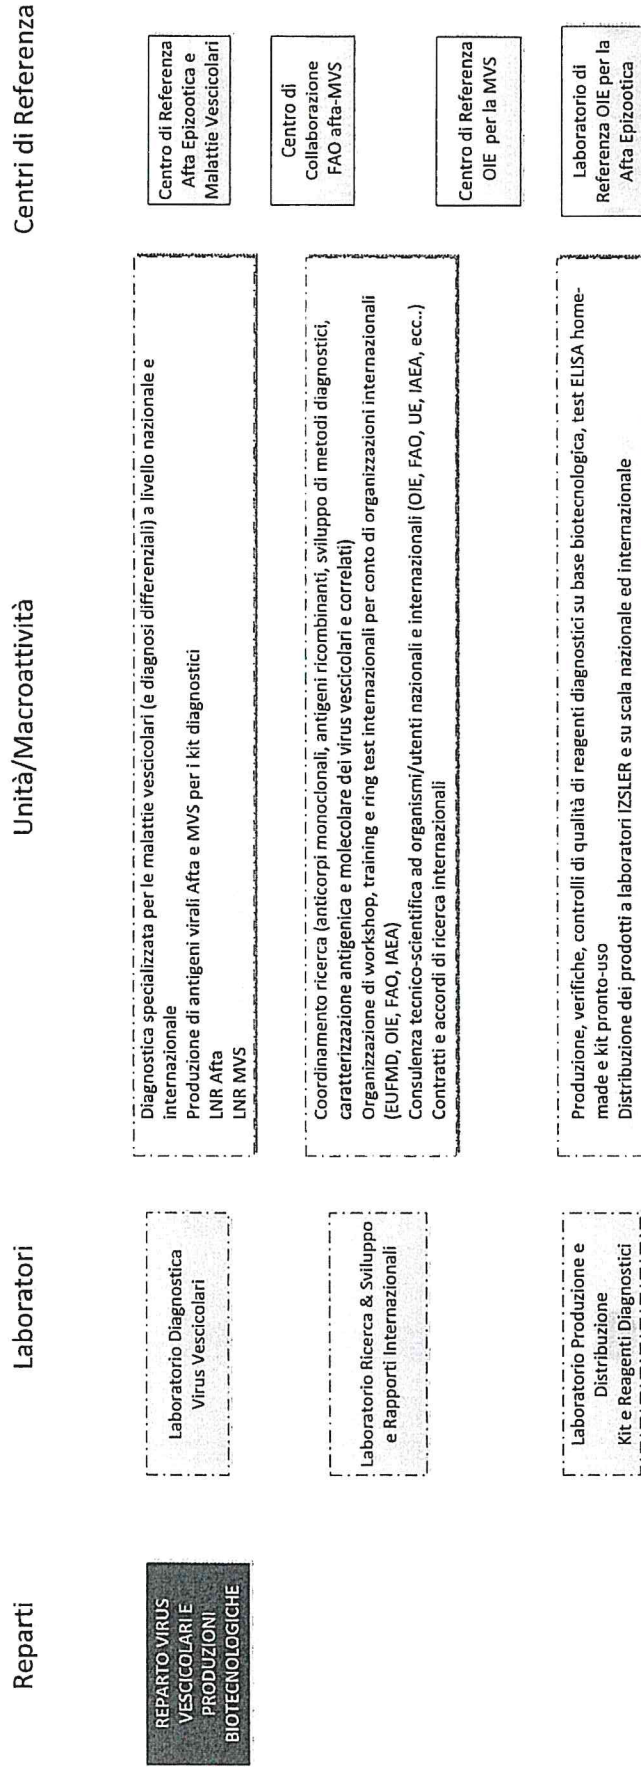 Reparti
Laboratori
Unità/Macroattività
Centri di Referenza
REPARTO VIRUS
VESCICOLARI E
PRODUZIONI
BIOTECNOLOGICHE
Laboratorio Diagnostica
Virus Vescicolari
Diagnostica specializzata per le malattie vescicolari (e diagnosi differenziali) a livello nazionale e
internazionale
Produzione di antigeni virali Afta e MVS per i kit diagnostici
LNR Afta
LNR MVS
Centro di Referenza
Afta Epizootica e
Malattie Vescicolari
Laboratorio Ricerca & Sviluppo
e Rapporti Internazionali
Coordinamento ricerca (anticorpi monoclonali, antigeni ricombinanti, sviluppo di metodi diagnostici,
caratterizzazione antigenica e molecolare dei virus vescicolari e correlati)
Organizzazione di workshop, training e ring test internazionali per conto di organizzazioni internazionali
(EUFMD, OIE, FAO, IAEA)
Consulenza tecnico-scientifica ad organismi/utenti nazionali e internazionali (OIE, FAO, UE, IAEA, ecc..)
Contratti e accordi di ricerca internazionali
Centro di
Collaborazione
FAO afta-MVS
Centro di Referenza
OIE per la MVS
Laboratorio Produzione e
Distribuzione
Kit e Reagenti Diagnostici
Produzione, verifiche, controlli di qualità di reagenti diagnostici su base biotecnologica, test ELISA home-
made e kit pronto-uso
Distribuzione dei prodotti a laboratori IZSLER e su scala nazionale ed internazionale
Laboratorio di
Referenza OIE per la
Afta Epizootica